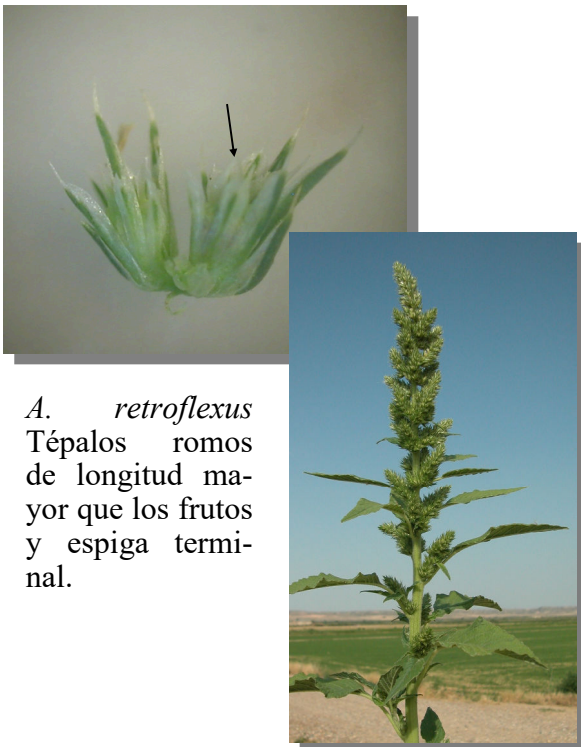 A. retroflexus
Tépalos romos
de longitud ma-
yor que los frutos
y espiga termi-
nal.